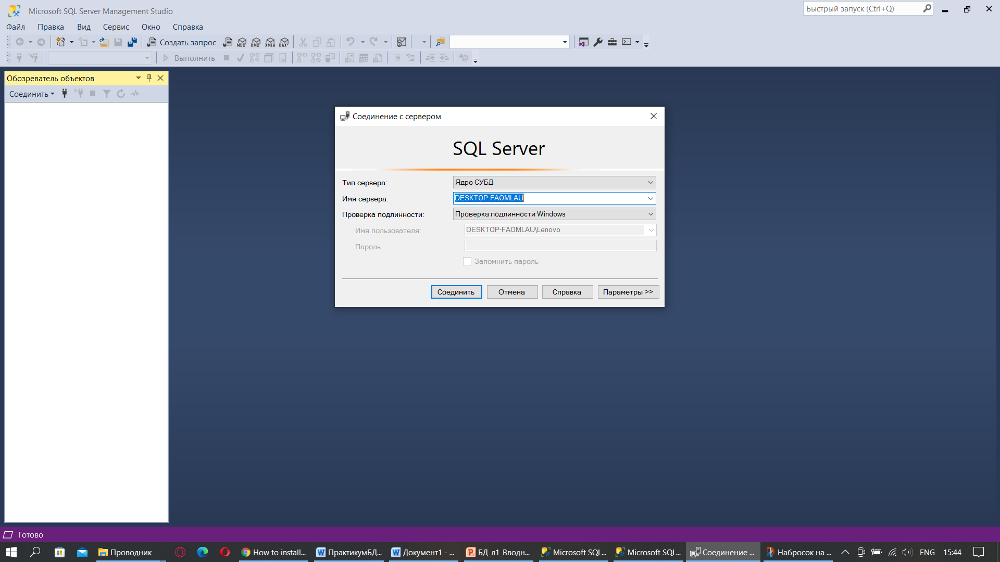 Microsoft SQL Server Management Studio
Быстрый запуск (Ctrl+Q)
Файл Правка Вид Сервис Окно Справка
Создать запрос MDX DMX XMLA DAX
Выполнить
Обозреватель объектов
Соединить
Соединение с сервером
SQL Server
Тип сервера: Ядро СУБД
Имя сервера: DESKTOP-FAOMLAU
Проверка подлинности: Проверка подлинности Windows
Имя пользователя: DESKTOP-FAOMLAU\Lenovo
Пароль:
Запомнить пароль
Соединить Отмена Справка Параметры >>
Готово
Проводник How to install... ПрактикумБД... Документ1 - ... БД_л1_Вводн... Microsoft SQL... Microsoft SQL... Соединение ... Набросок на ... ENG 15:44